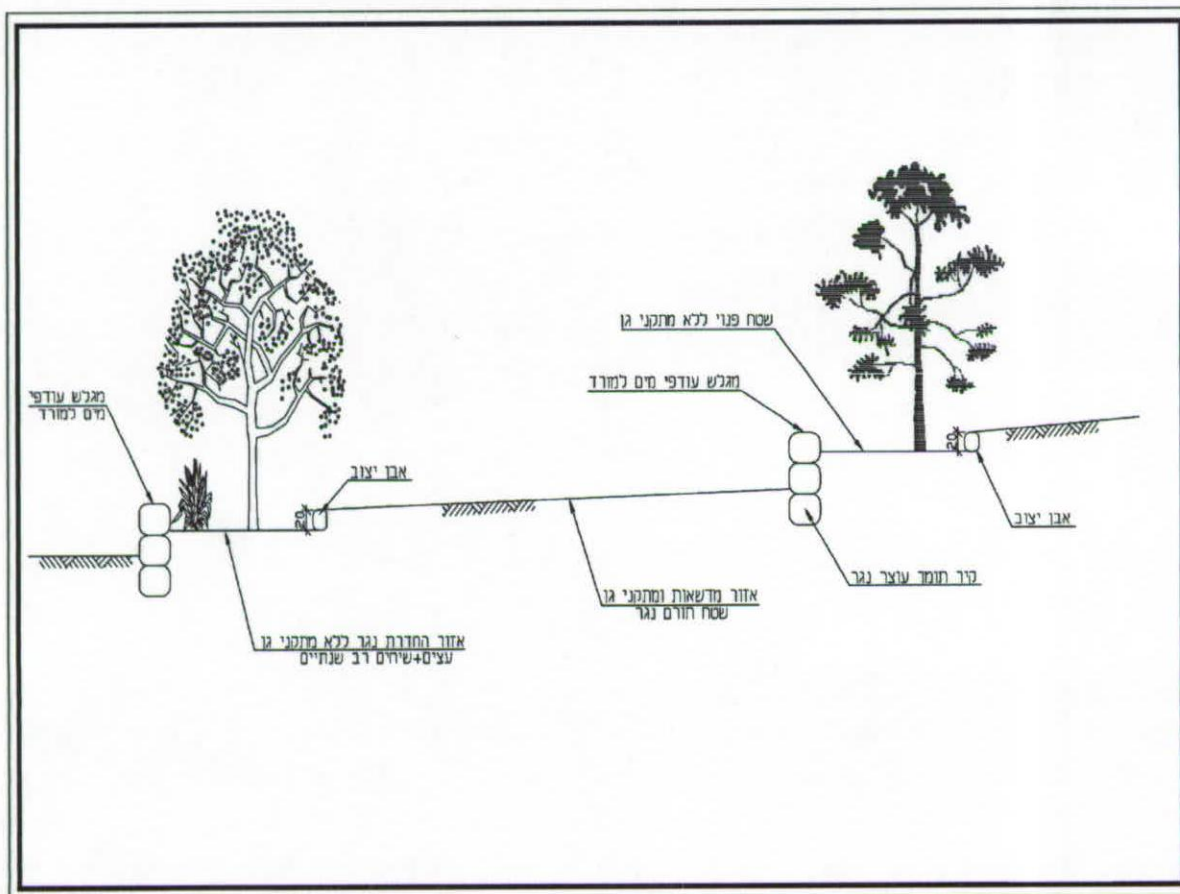 שטח פנוי ללא מתקני גן
מגלש עודפי מים למורד
מגלש עודפי
מים למורד
20
אבן יצוב
20
אבן יצוב
קיר תומך עוצר נגר
אזור מדשאות ומתקני גן
שטח תורם נגר
אזור החדרת נגר ללא מתקני גן
עצים+שיחים רב שנתיים